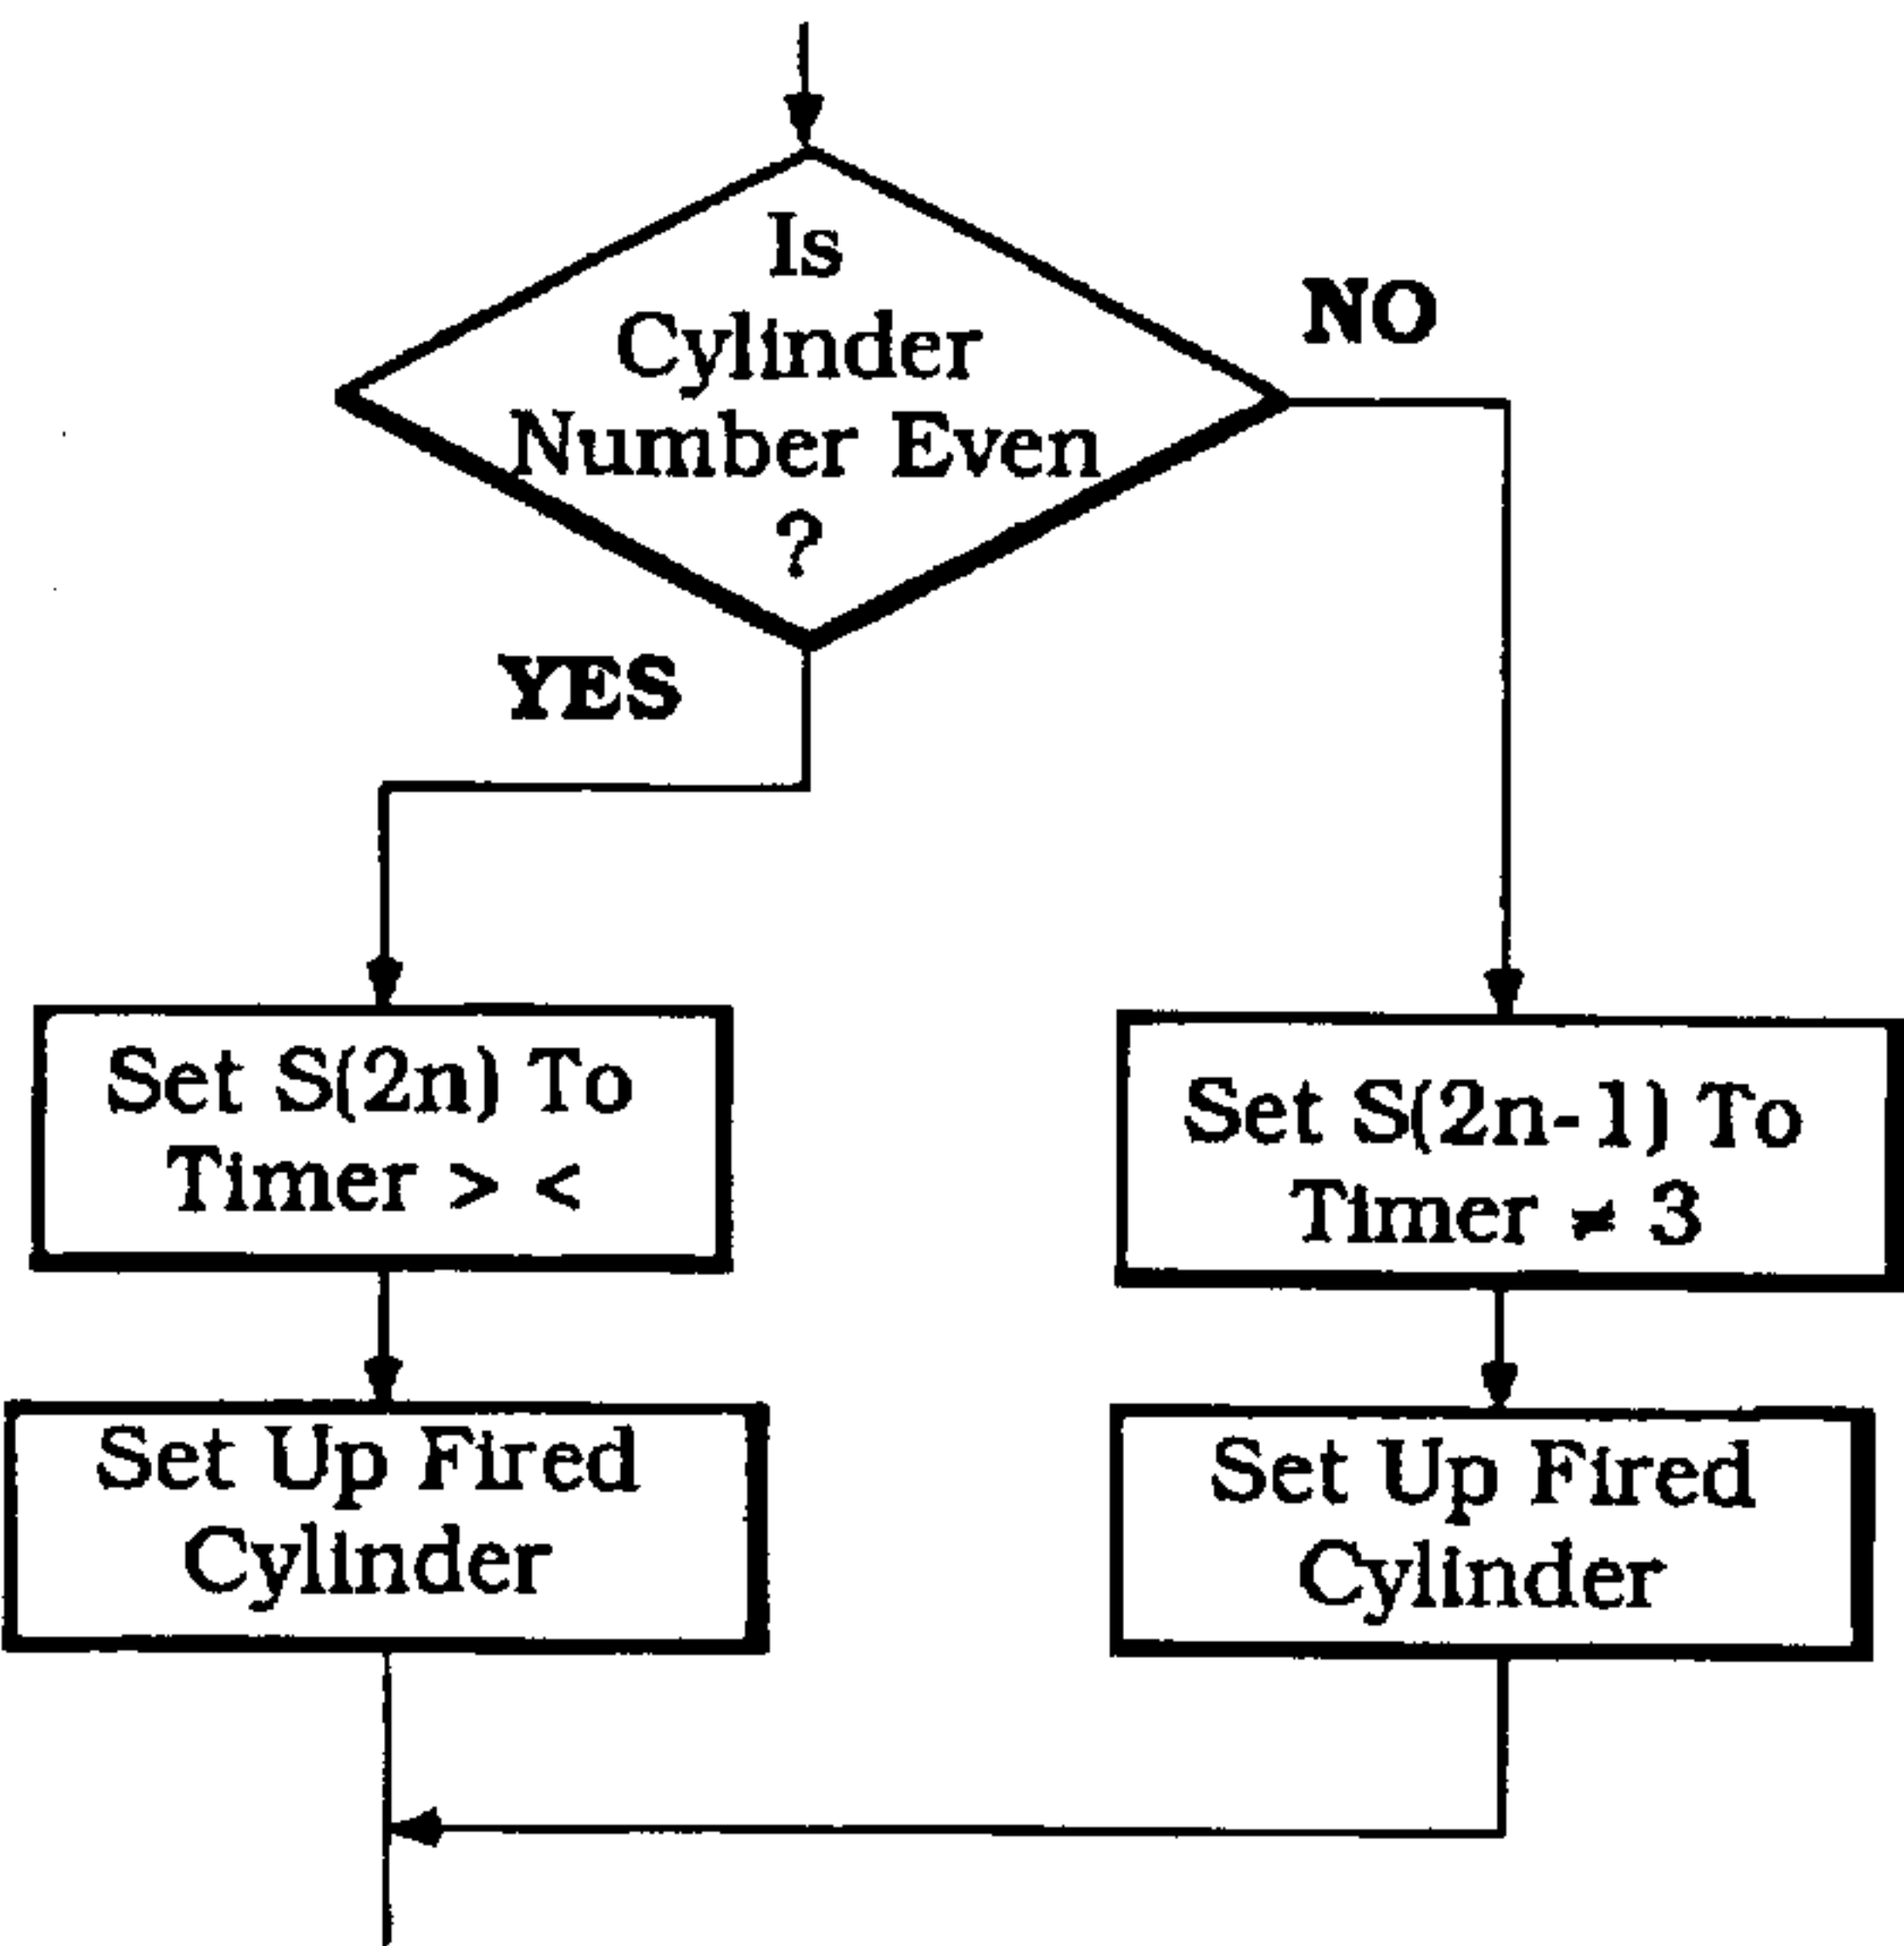 Is
Cylinder
Number Even
?
NO
YES
Set S(2n) To
Timer > <
Set S(2n-1) To
Timer ≠ 3
Set Up Fired
Cylinder
Set Up Fired
Cylinder